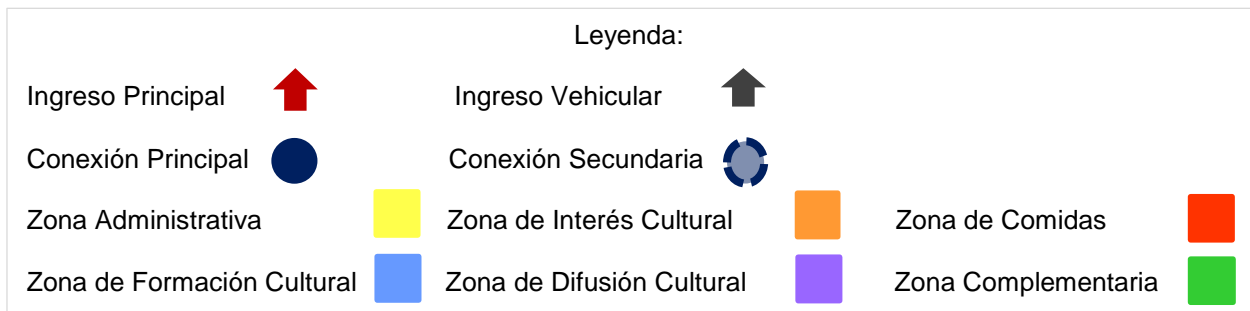 Leyenda:
Ingreso Principal Ingreso Vehicular
Conexión Principal Conexión Secundaria
Zona Administrativa Zona de Interés Cultural Zona de Comidas
Zona de Formación Cultural Zona de Difusión Cultural Zona Complementaria